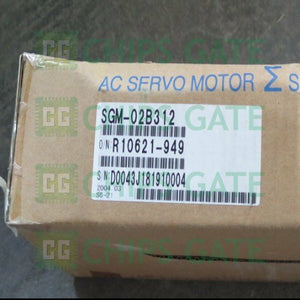 AC SERVO MOTOR Σ S
SGM-02B312
O/N R10621-949
S/N D0043J181910004
2004.03
CHIPS GATE
CHIPS GATE